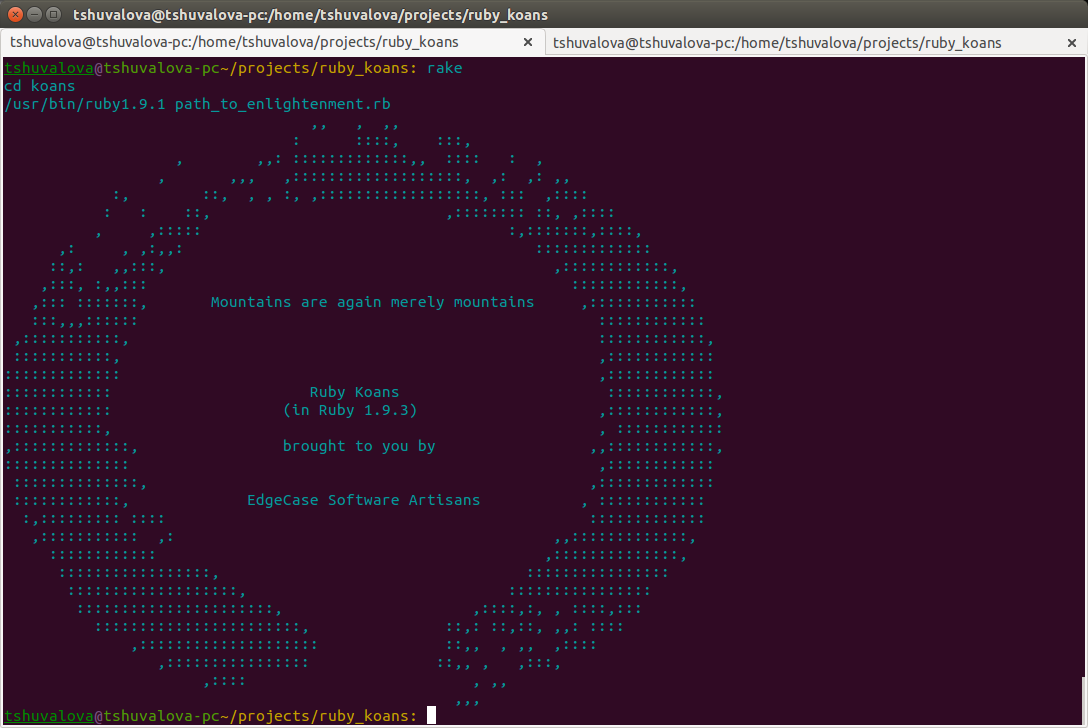 tshuvalova@tshuvalova-pc:/home/tshuvalova/projects/ruby_koans
tshuvalova@tshuvalova-pc:/home/tshuvalova/projects/ruby_koans × tshuvalova@tshuvalova-pc:/home/tshuvalova/projects/ruby_koans ×
tshuvalova@tshuvalova-pc~/projects/ruby_koans: rake
cd koans
/usr/bin/ruby1.9.1 path_to_enlightenment.rb
Mountains are again merely mountains
Ruby Koans
(in Ruby 1.9.3)
brought to you by
EdgeCase Software Artisans
tshuvalova@tshuvalova-pc~/projects/ruby_koans: